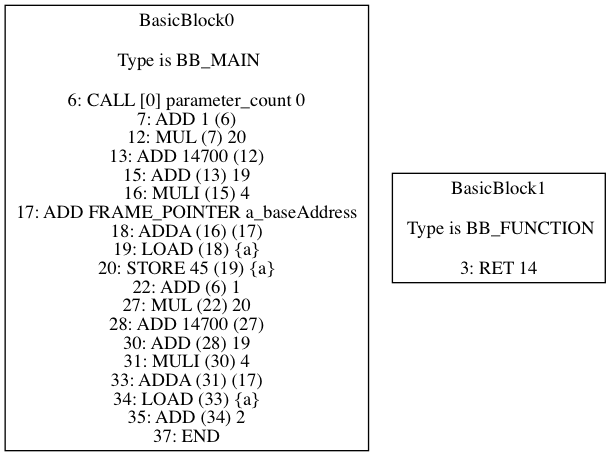 BasicBlock0
Type is BB_MAIN
6: CALL [0] parameter_count 0
7: ADD 1 (6)
12: MUL (7) 20
13: ADD 14700 (12)
15: ADD (13) 19
16: MULI (15) 4
17: ADD FRAME_POINTER a_baseAddress
18: ADDA (16) (17)
19: LOAD (18) {a}
20: STORE 45 (19) {a}
22: ADD (6) 1
27: MUL (22) 20
28: ADD 14700 (27)
30: ADD (28) 19
31: MULI (30) 4
33: ADDA (31) (17)
34: LOAD (33) {a}
35: ADD (34) 2
37: END
BasicBlock1
Type is BB_FUNCTION
3: RET 14